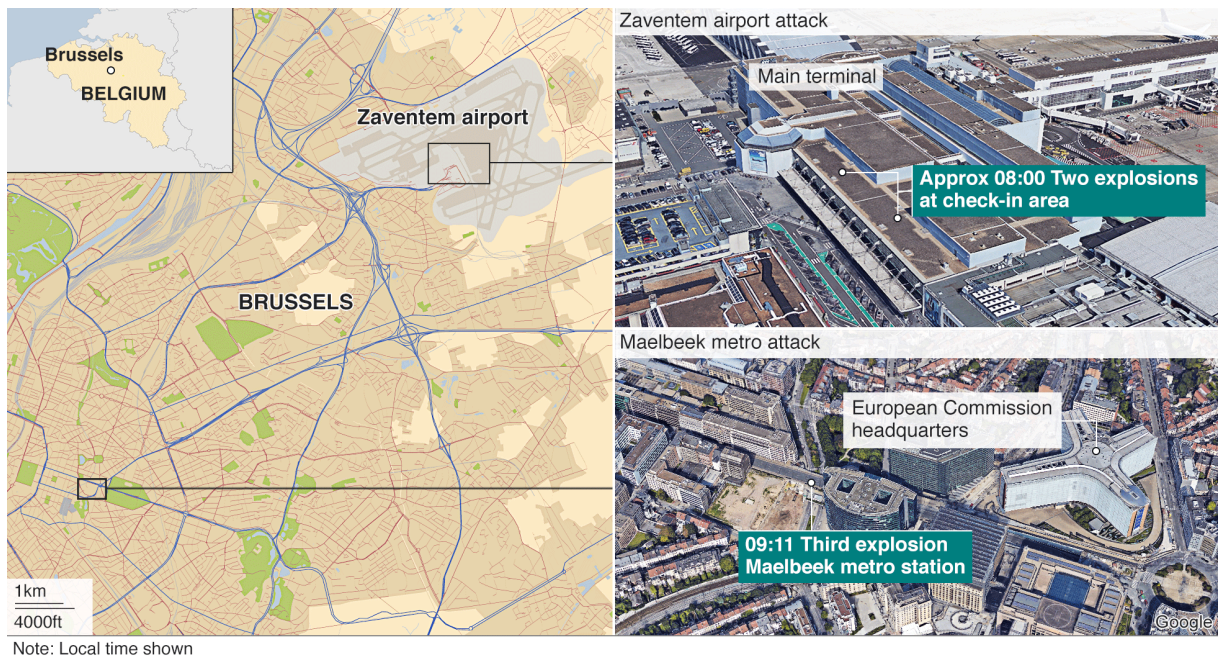 Brussels
BELGIUM
Zaventem airport
BRUSSELS
1km
4000ft
Zaventem airport attack
Main terminal
Approx 08:00 Two explosions
at check-in area
Maelbeek metro attack
European Commission
headquarters
09:11 Third explosion
Maelbeek metro station
Google
Note: Local time shown